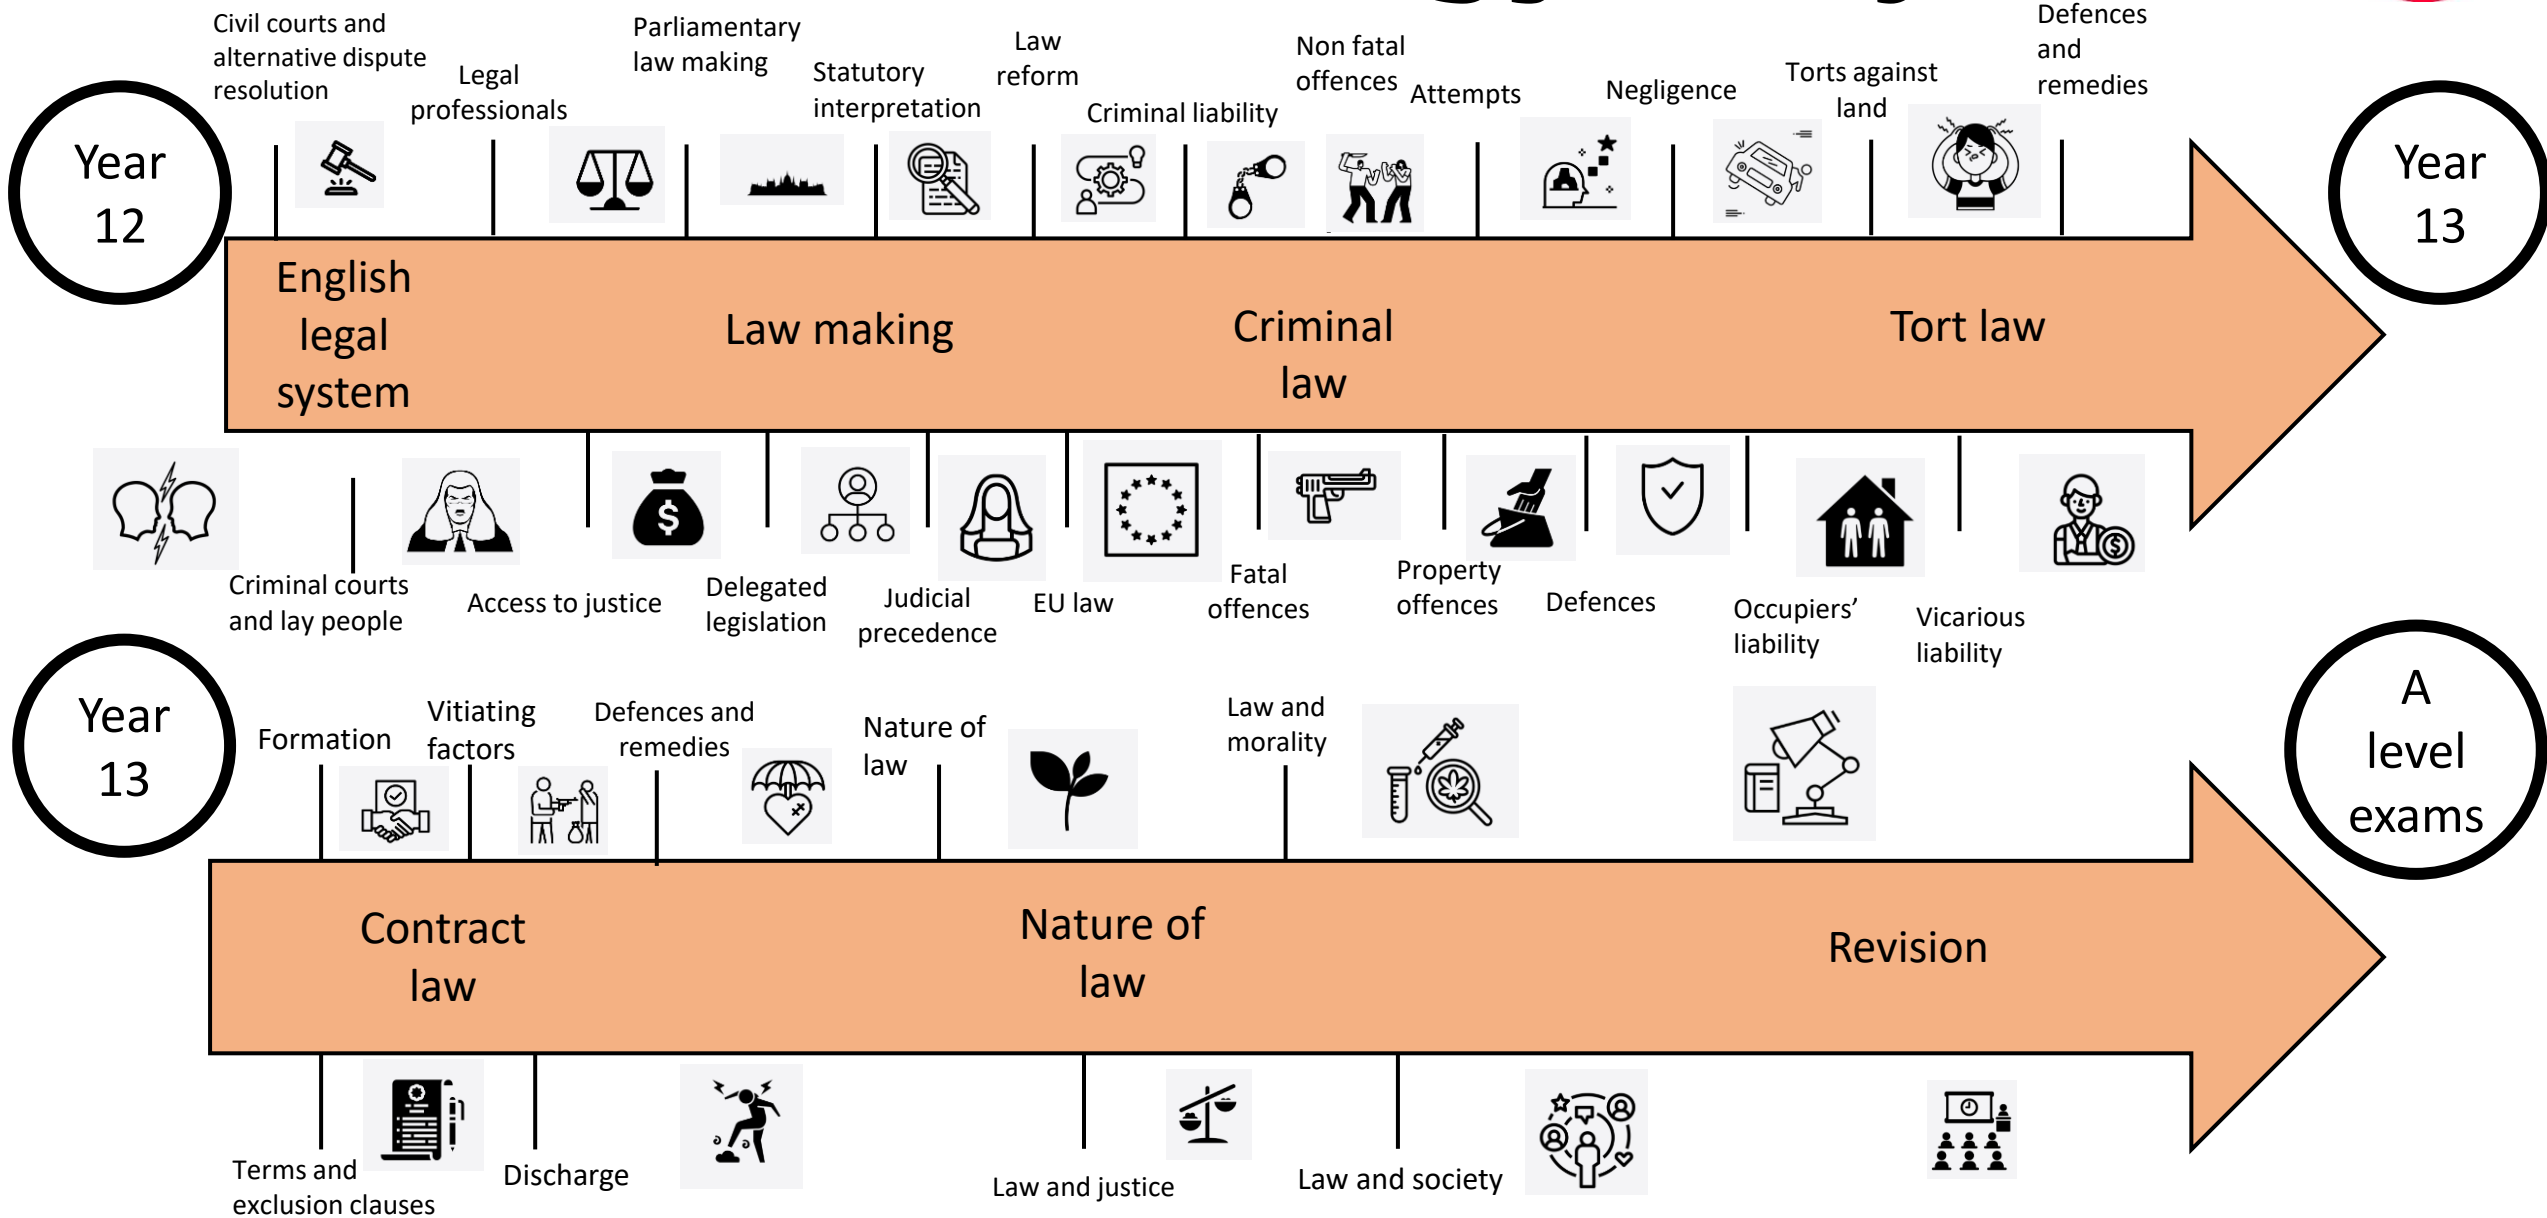 Civil courts and
alternative dispute
resolution
Legal
professionals
Parliamentary
law making
Statutory
interpretation
Law
reform
Criminal liability
Non fatal
offences
Attempts
Negligence
Torts against
land
Defences
and
remedies
Year
12
Year
13
English
legal
system
Law making
Criminal
law
Tort law
$
$
Criminal courts
and lay people
Access to justice
Delegated
legislation
Judicial
precedence
EU law
Fatal
offences
Property
offences
Defences
Occupiers’
liability
Vicarious
liability
Year
13
Formation
Vitiating
factors
Defences and
remedies
Nature of
law
Law and
morality
A
level
exams
Contract
law
Nature of
law
Revision
Terms and
exclusion clauses
Discharge
Law and justice
Law and society